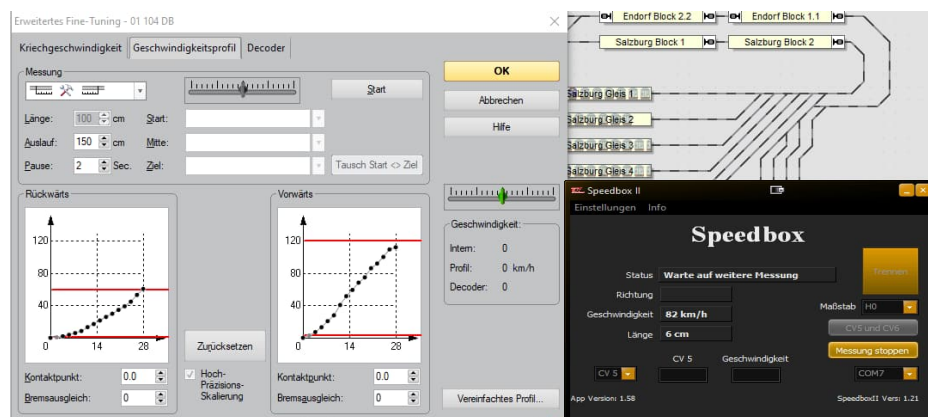 Erweitertes Fine-Tuning - 01 104 DB
Kriechgeschwindigkeit Geschwindigkeitsprofil Decoder
Messung
Start
Länge: 100 cm Start:
Auslauf: 150 cm Mitte:
Pause: 2 Sec. Ziel: Tausch Start <> Ziel
OK
Abbrechen
Hilfe
Rückwärts
120
80
40
0 14 28
Kontaktpunkt: 0.0
Bremsausgleich: 0
Zurücksetzen
Hoch-
Präzisions-
Skalierung
Vorwärts
120
80
40
0 14 28
Kontaktpunkt: 0.0
Bremsausgleich: 0
Geschwindigkeit:
Intern: 0
Profil: 0 km/h
Decoder: 0
Vereinfachtes Profil...
Endorf Block 2.2 Endorf Block 1.1
Salzburg Block 1 Salzburg Block 2
Salzburg Gleis 1
Salzburg Gleis 2
Salzburg Gleis 3
Salzburg Gleis 4
Speedbox II
Einstellungen Info
Speedbox
Status Warte auf weitere Messung
Trennen
Richtung
Maßstab H0
Geschwindigkeit 82 km/h
CV5 und CV6
Länge 6 cm
Messung stoppen
CV 5 Geschwindigkeit
CV 5 COM7
App Version: 1.58 SpeedboxII Vers: 1.21